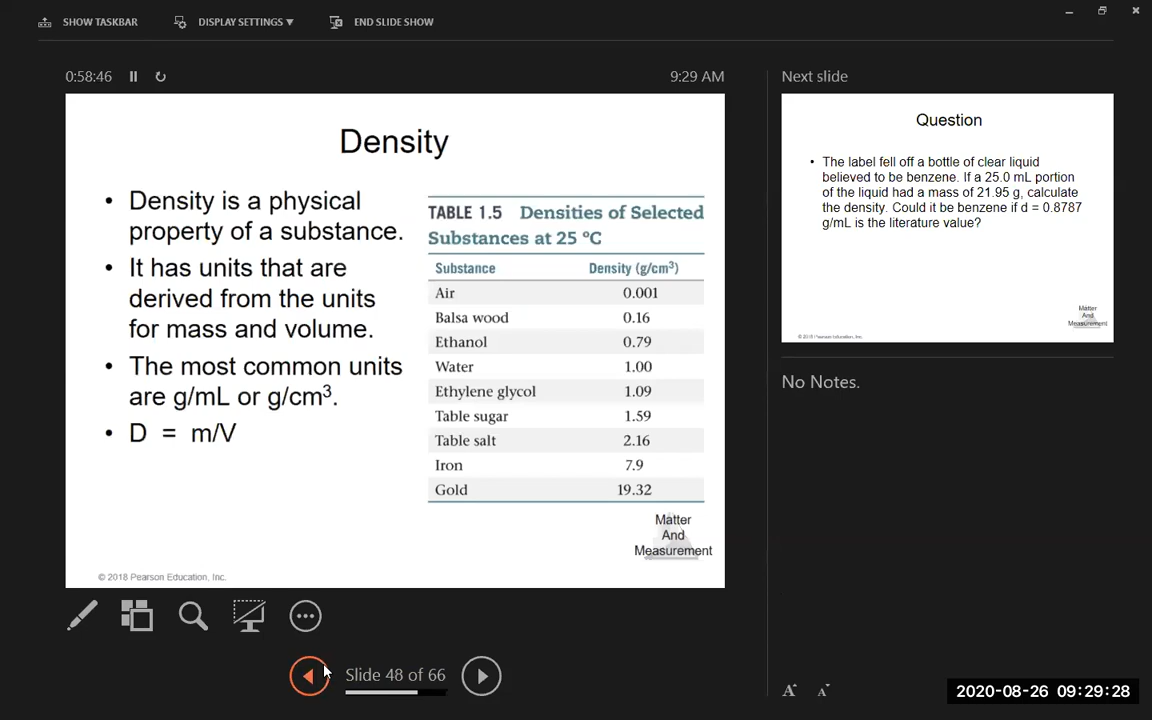 SHOW TASKBAR
DISPLAY SETTINGS ▼
END SLIDE SHOW
0:58:46
9:29 AM
Density
• Density is a physical
property of a substance.
• It has units that are
derived from the units
for mass and volume.
• The most common units
are g/mL or g/cm³.
• D = m/V
TABLE 1.5 Densities of Selected
Substances at 25 ºC
Substance Density (g/cm³)
Air 0.001
Balsa wood 0.16
Ethanol 0.79
Water 1.00
Ethylene glycol 1.09
Table sugar 1.59
Table salt 2.16
Iron 7.9
Gold 19.32
Matter
And
Measurement
© 2018 Pearson Education, Inc.
Slide 48 of 66
Next slide
Question
• The label fell off a bottle of clear liquid
believed to be benzene. If a 25.0 mL portion
of the liquid had a mass of 21.95 g, calculate
the density. Could it be benzene if d = 0.8787
g/mL is the literature value?
Matter
And
Measurement
© 2018 Pearson Education, Inc.
No Notes.
A A
2020-08-26 09:29:28